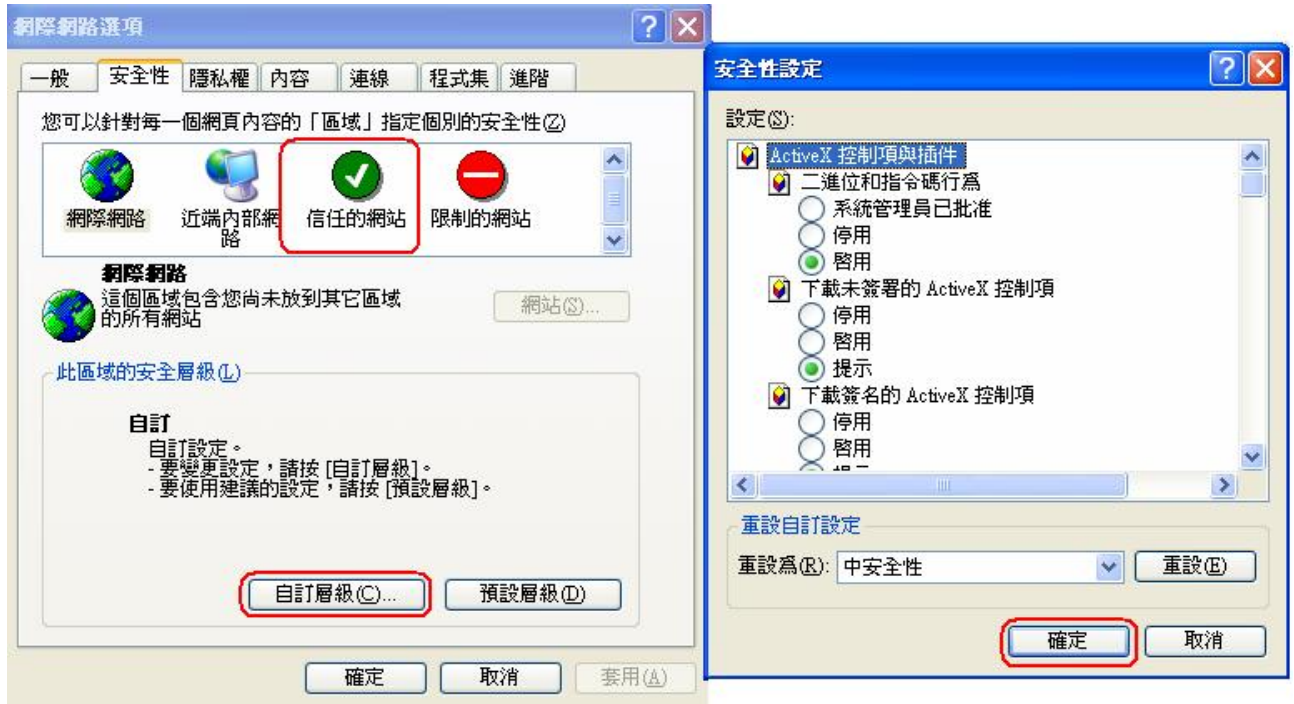 網際網路選項
一般 安全性 隱私權 內容 連線 程式集 進階
您可以針對每一個網頁內容的「區域」指定個別的安全性(Z)
網際網路 近端內部網路 信任的網站 限制的網站
網際網路
這個區域包含您尚未放到其它區域
的所有網站
網站(S)...
此區域的安全層級(L)
自訂
自訂設定。
- 要變更設定，請按 [自訂層級]。
- 要使用建議的設定，請按 [預設層級]。
自訂層級(C)... 預設層級(D)
確定 取消 套用(A)
安全性設定
設定(S):
ActiveX 控制項與插件
二進位和指令碼行為
系統管理員已批准
停用
啓用
下載未簽署的 ActiveX 控制項
停用
啓用
提示
下載簽名的 ActiveX 控制項
停用
啓用
重設自訂設定
重設為(R): 中安全性 重設(E)
確定 取消